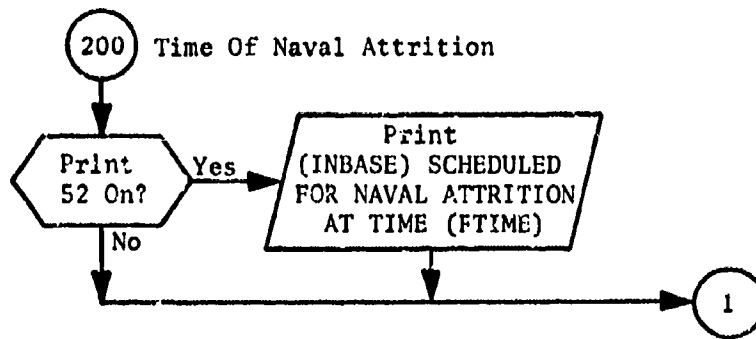 200 Time Of Naval Attrition
Print
52 On?
Yes
Print
(INBASE) SCHEDULED
FOR NAVAL ATTRITION
AT TIME (FTIME)
No
1